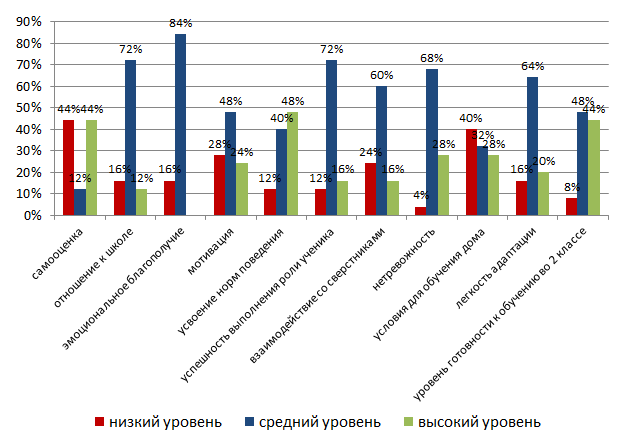 90%
80%
70%
60%
50%
40%
30%
20%
10%
0%
44% 12% 44%
16% 72% 12%
16% 84%
28% 48% 24%
12% 40% 48%
12% 72% 16%
24% 60% 16%
4% 68% 28%
40% 32% 28%
16% 64% 20%
8% 48% 44%
самооценка
отношение к школе
эмоциональное благополучие
мотивация
усвоение норм поведения
успешность выполнения роли ученика
взаимодействие со сверстниками
нетревожность
условия для обучения дома
легкость адаптации
уровень готовности к обучению во 2 классе
низкий уровень
средний уровень
высокий уровень